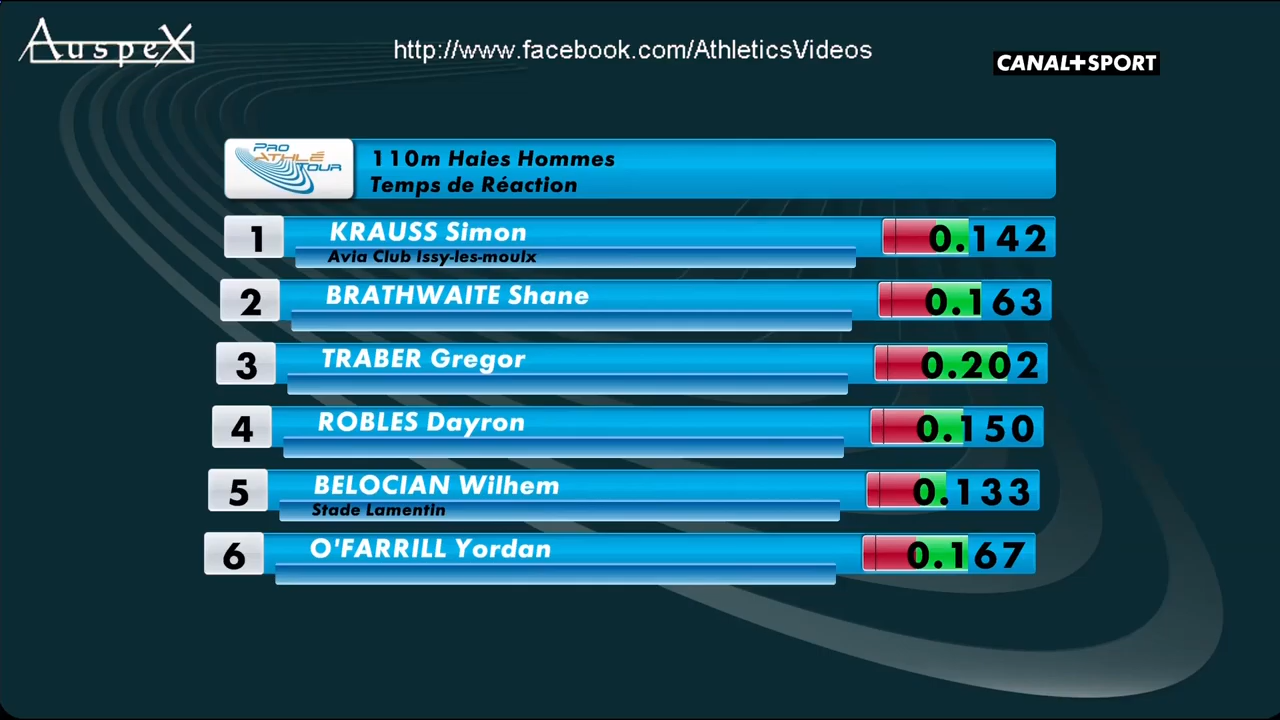 AuspeX
http://www.facebook.com/AthleticsVideos
CANAL+SPORT
PRO
ATHLÉ
TOUR
110m Haies Hommes
Temps de Réaction
1 KRAUSS Simon 0.142
Avia Club Issy-les-moulx
2 BRATHWAITE Shane 0.163
3 TRABER Gregor 0.202
4 ROBLES Dayron 0.150
5 BELOCIAN Wilhem 0.133
Stade Lamentin
6 O'FARRILL Yordan 0.167